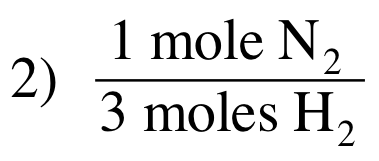 2) 1 mole N₂
3 moles H₂